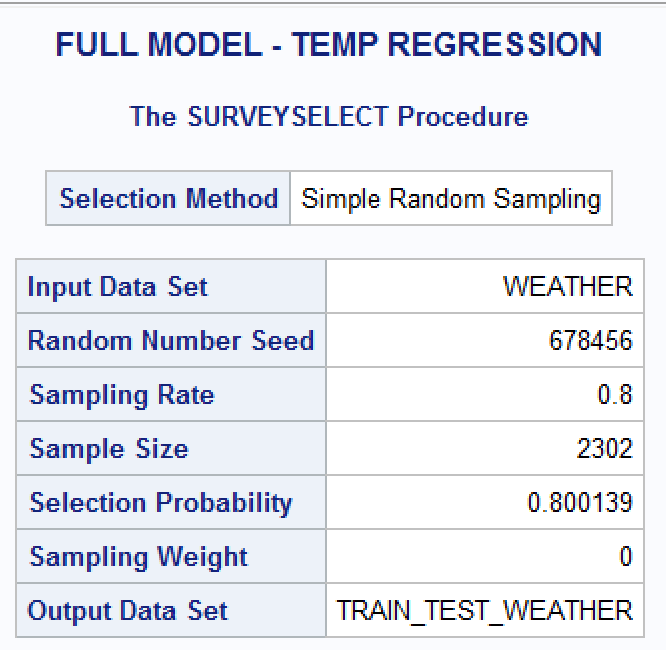 FULL MODEL - TEMP REGRESSION
The SURVEYSELECT Procedure
Selection Method Simple Random Sampling
Input Data Set WEATHER
Random Number Seed 678456
Sampling Rate 0.8
Sample Size 2302
Selection Probability 0.800139
Sampling Weight 0
Output Data Set TRAIN_TEST_WEATHER